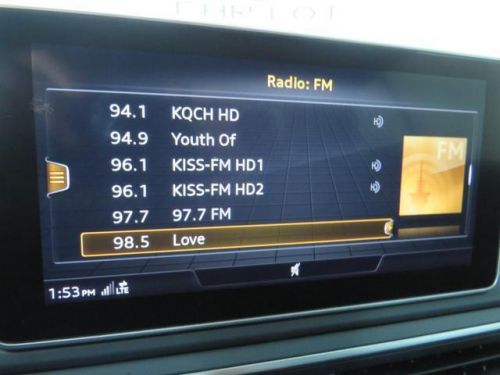 Radio: FM
94.1 KQCH HD
94.9 Youth Of
96.1 KISS-FM HD1
96.1 KISS-FM HD2
97.7 97.7 FM
98.5 Love
FM
1:53PM LTE